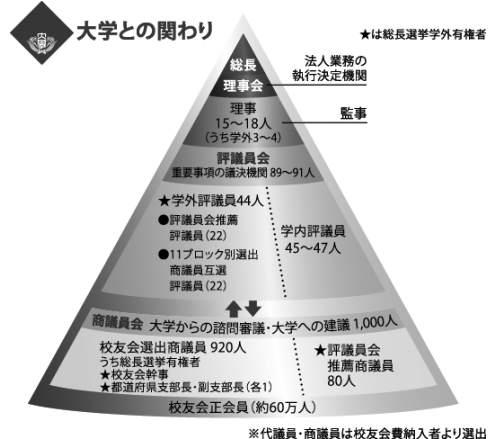 大学との関わり
★は総長選挙学外有権者
総長
理事会
法人業務の
執行決定機関
理事
15〜18人
(うち学外3〜4)
監事
評議員会
重要事項の議決機関 89〜91人
★学外評議員44人
●評議員会推薦
評議員(22)
●11ブロック別選出
商議員互選
評議員(22)
学内評議員
45〜47人
商議員会 大学からの諮問審議・大学への建議 1,000人
校友会選出商議員 920人
うち総長選挙有権者
★校友会幹事
★都道府県支部長・副支部長(各1)
★評議員会
推薦商議員
80人
校友会正会員(約60万人)
※代議員・商議員は校友会費納入者より選出